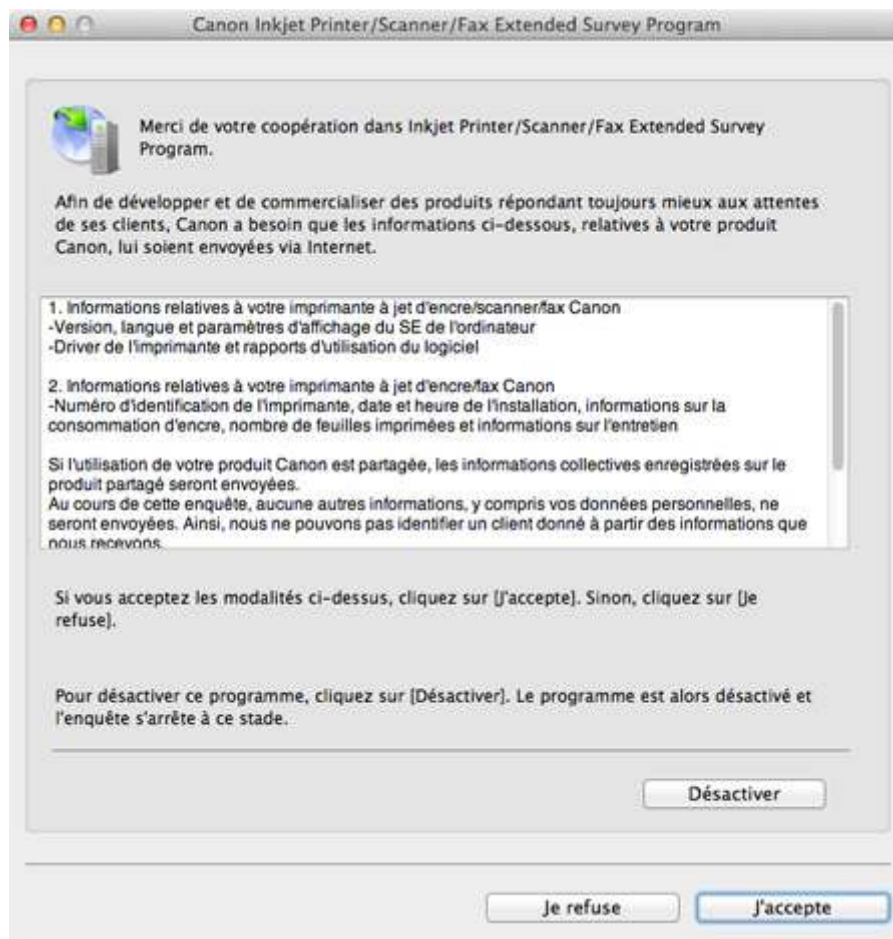 Canon Inkjet Printer/Scanner/Fax Extended Survey Program
Merci de votre coopération dans Inkjet Printer/Scanner/Fax Extended Survey
Program.
Afin de développer et de commercialiser des produits répondant toujours mieux aux attentes
de ses clients, Canon a besoin que les informations ci-dessous, relatives à votre produit
Canon, lui soient envoyées via Internet.
1. Informations relatives à votre imprimante à jet d'encre/scanner/fax Canon
-Version, langue et paramètres d'affichage du SE de l'ordinateur
-Driver de l'imprimante et rapports d'utilisation du logiciel
2. Informations relatives à votre imprimante à jet d'encre/fax Canon
-Numéro d'identification de l'imprimante, date et heure de l'installation, informations sur la
consommation d'encre, nombre de feuilles imprimées et informations sur l'entretien
Si l'utilisation de votre produit Canon est partagée, les informations collectives enregistrées sur le
produit partagé seront envoyées.
Au cours de cette enquête, aucune autres informations, y compris vos données personnelles, ne
seront envoyées. Ainsi, nous ne pouvons pas identifier un client donné à partir des informations que
nous recevons.
Si vous acceptez les modalités ci-dessus, cliquez sur [J'accepte]. Sinon, cliquez sur [Je
refuse].
Pour désactiver ce programme, cliquez sur [Désactiver]. Le programme est alors désactivé et
l'enquête s'arrête à ce stade.
Désactiver
Je refuse
J'accepte